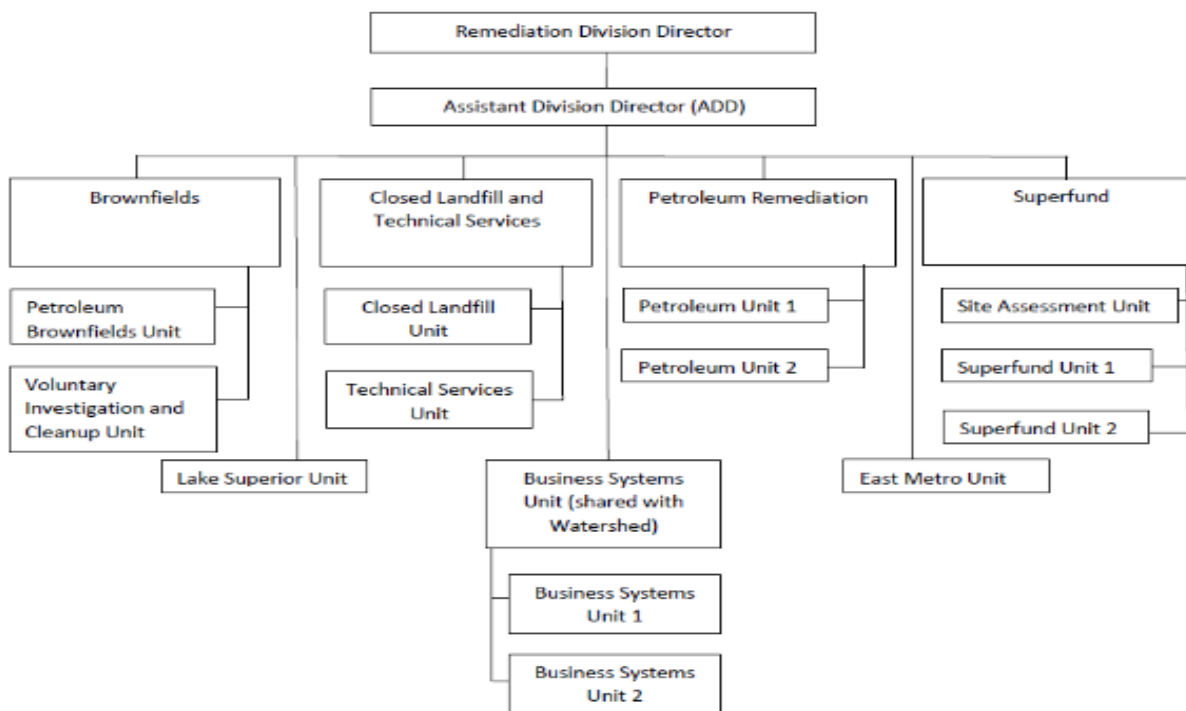 Remediation Division Director
Assistant Division Director (ADD)
Brownfields
Closed Landfill and
Technical Services
Petroleum Remediation
Superfund
Petroleum
Brownfields Unit
Closed Landfill
Unit
Petroleum Unit 1
Site Assessment Unit
Voluntary
Investigation and
Cleanup Unit
Technical Services
Unit
Petroleum Unit 2
Superfund Unit 1
Superfund Unit 2
Lake Superior Unit
Business Systems
Unit (shared with
Watershed)
East Metro Unit
Business Systems
Unit 1
Business Systems
Unit 2